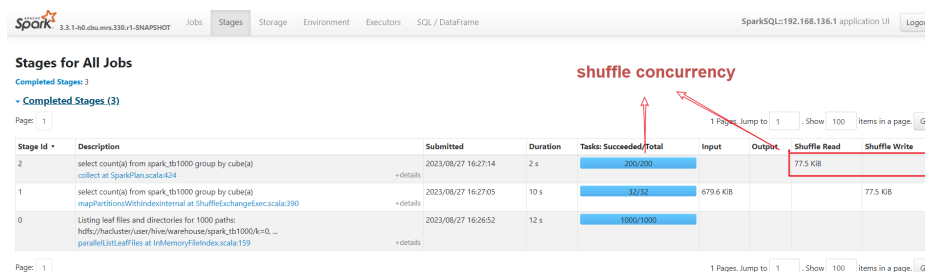 APACHE
Spark 3.3.1-h0.cbu.mrs.330.r1-SNAPSHOT Jobs Stages Storage Environment Executors SQL / DataFrame SparkSQL::192.168.136.1 application UI
Stages for All Jobs
shuffle concurrency
Completed Stages: 3
Completed Stages (3)
Page: 1 1 Pages. Jump to 1 . Show 100 items in a page.
Stage Id ▾ Description Submitted Duration Tasks: Succeeded/Total Input Output Shuffle Read Shuffle Write
2 select count(a) from spark_tb1000 group by cube(a) 2023/08/27 16:27:14 2 s 200/200 77.5 KiB
collect at SparkPlan.scala:424 +details
1 select count(a) from spark_tb1000 group by cube(a) 2023/08/27 16:27:05 10 s 32/32 679.6 KiB 77.5 KiB
mapPartitionsWithIndexInternal at ShuffleExchangeExec.scala:390 +details
0 Listing leaf files and directories for 1000 paths: 2023/08/27 16:26:52 12 s 1000/1000
hdfs://hacluster/user/hive/warehouse/spark_tb1000/k=0, ...
parallelListLeafFiles at InMemoryFileIndex.scala:159 +details
Page: 1 1 Pages. Jump to 1 . Show 100 items in a page.